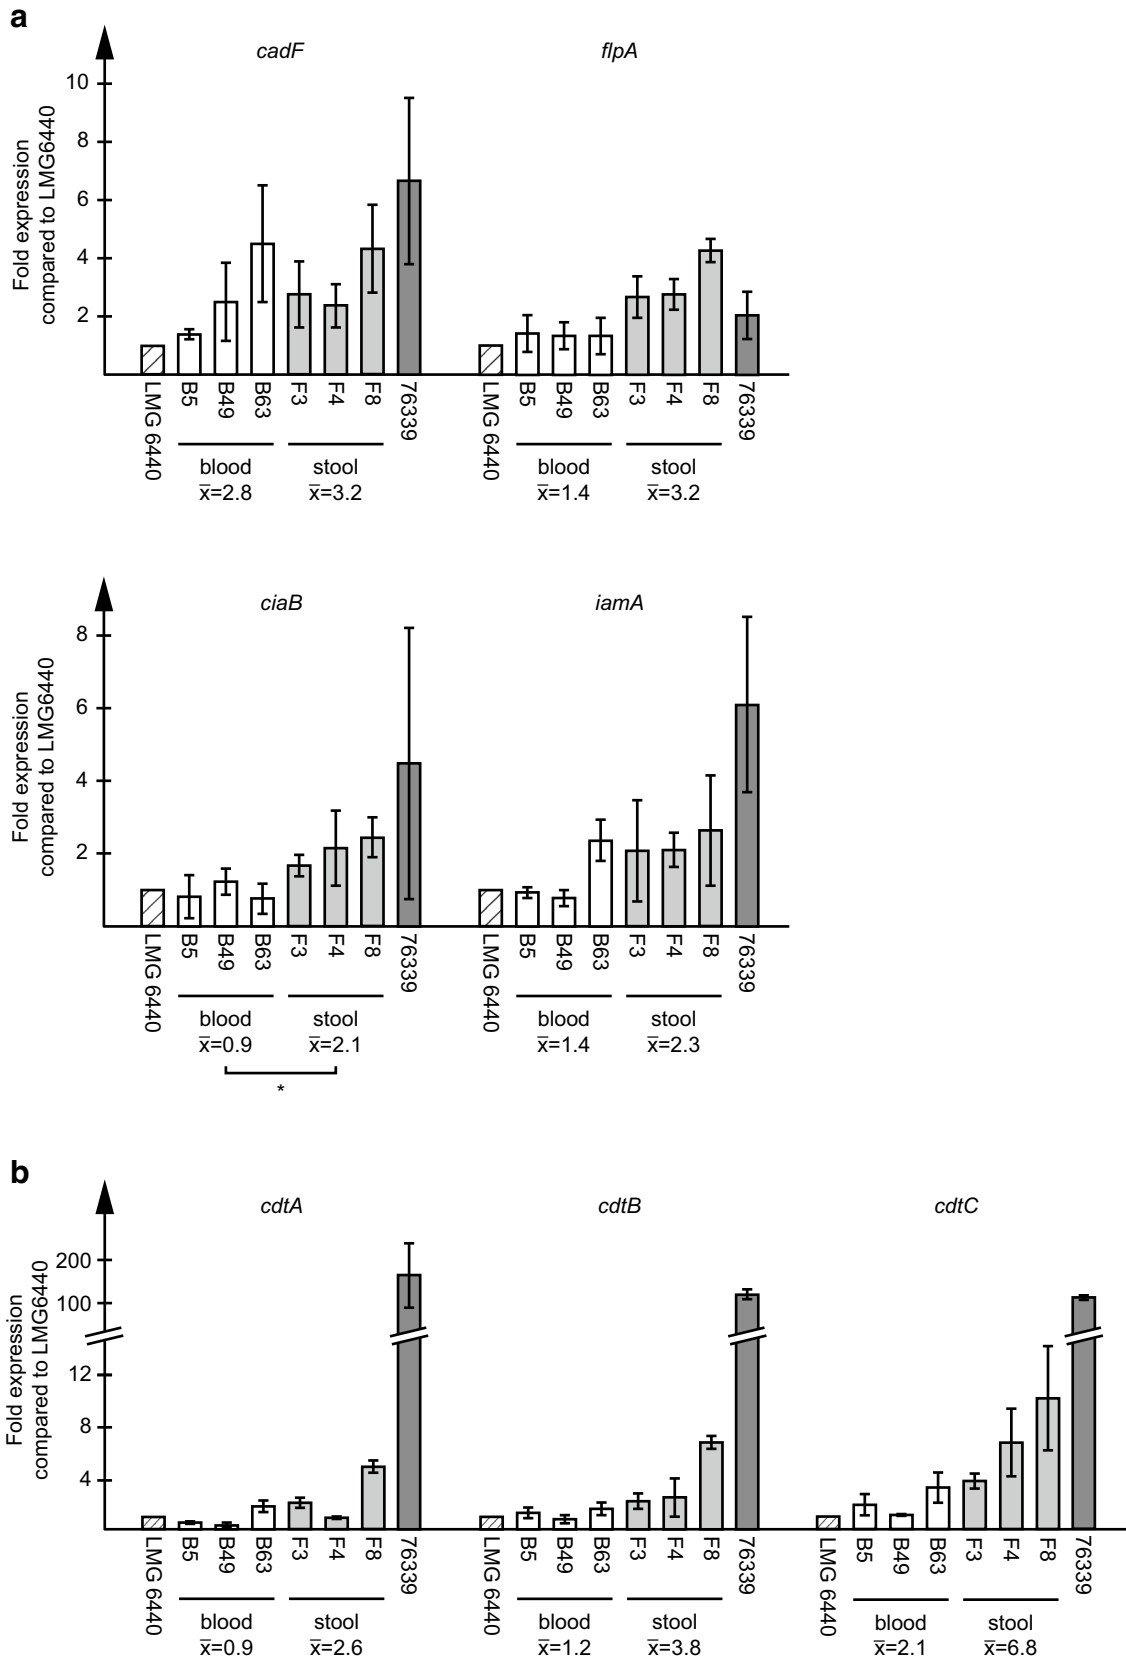 a
cadF
flpA
Fold expression
compared to LMG6440
10
8
6
4
2
LMG 6440
B5
B49
B63
F3
F4
F8
76339
LMG 6440
B5
B49
B63
F3
F4
F8
76339
blood
x̅=2.8
stool
x̅=3.2
blood
x̅=1.4
stool
x̅=3.2
ciaB
iamA
Fold expression
compared to LMG6440
8
6
4
2
LMG 6440
B5
B49
B63
F3
F4
F8
76339
LMG 6440
B5
B49
B63
F3
F4
F8
76339
blood
x̅=0.9
stool
x̅=2.1
*
blood
x̅=1.4
stool
x̅=2.3
b
cdtA
cdtB
cdtC
Fold expression
compared to LMG6440
200
100
12
8
4
LMG 6440
B5
B49
B63
F3
F4
F8
76339
LMG 6440
B5
B49
B63
F3
F4
F8
76339
LMG 6440
B5
B49
B63
F3
F4
F8
76339
blood
x̅=0.9
stool
x̅=2.6
blood
x̅=1.2
stool
x̅=3.8
blood
x̅=2.1
stool
x̅=6.8